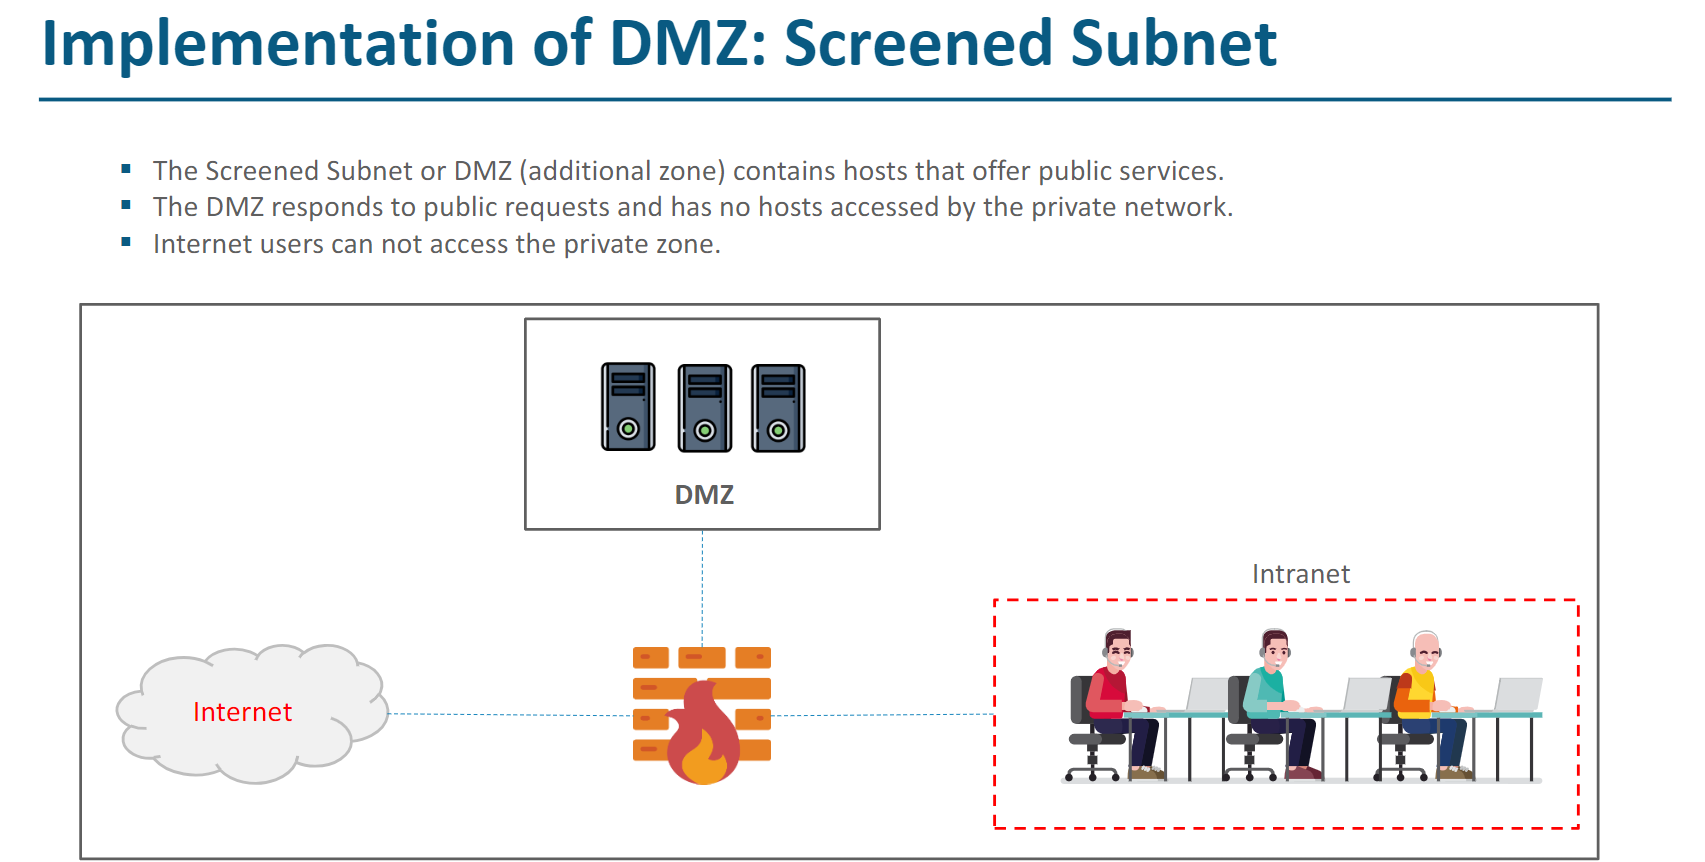 Implementation of DMZ: Screened Subnet
The Screened Subnet or DMZ (additional zone) contains hosts that offer public services.
The DMZ responds to public requests and has no hosts accessed by the private network.
Internet users can not access the private zone.
DMZ
Intranet
Internet